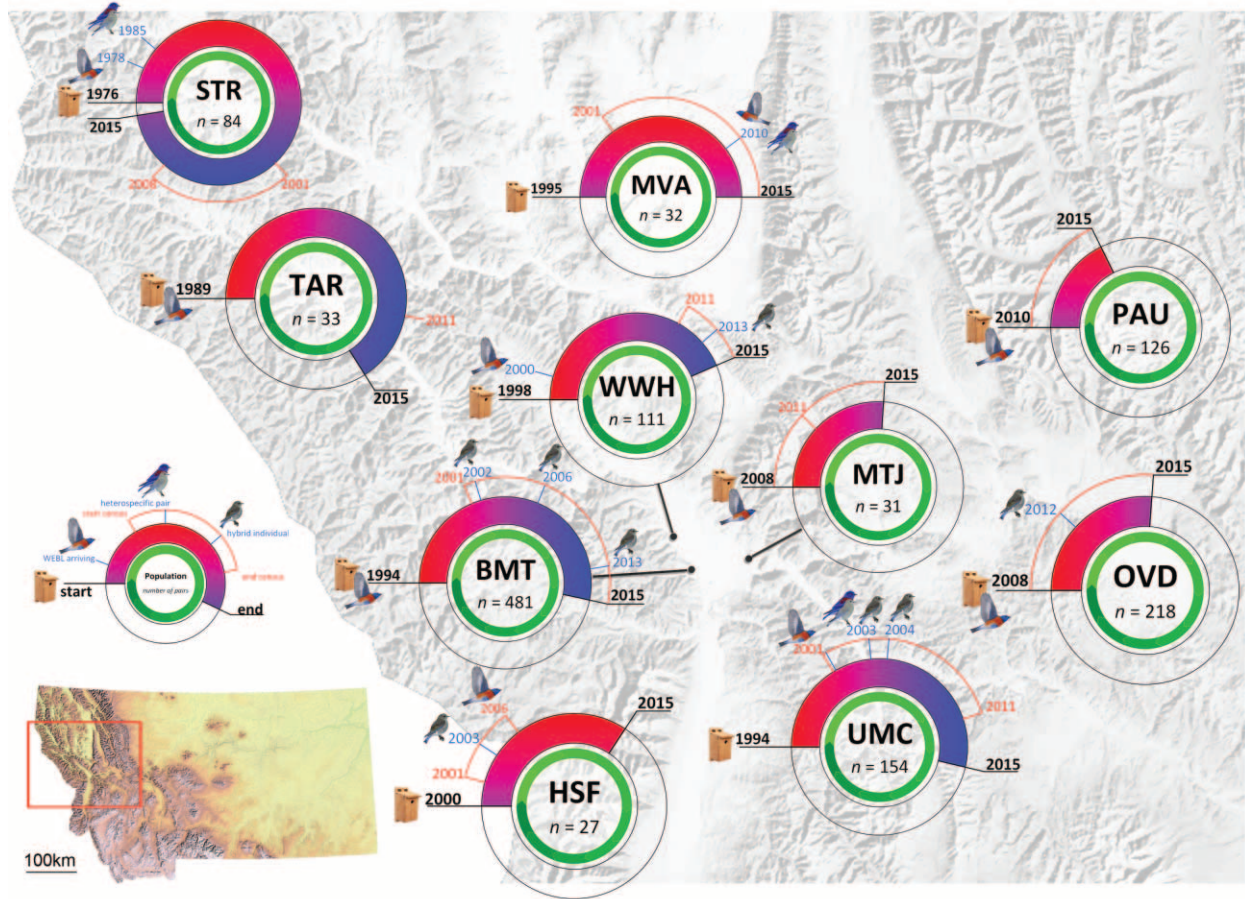 1985
1978
1976
2015
STR
n = 84
2008
2001
2001
2010
1995
2015
MVA
n = 32
1989
TAR
n = 33
2011
2015
2015
2010
PAU
n = 126
2011
2013
2015
2000
1998
WWH
n = 111
2015
2011
2008
MTJ
n = 31
2001
2002
2006
1994
BMT
n = 481
2013
2015
2015
2012
2008
OVD
n = 218
heterospecific pair
start census
hybrid individual
WEBL arriving
end census
start
Population
number of pairs
end
2003
2004
2001
2011
1994
UMC
n = 154
2015
2006
2015
2003
2001
2000
HSF
n = 27
100km